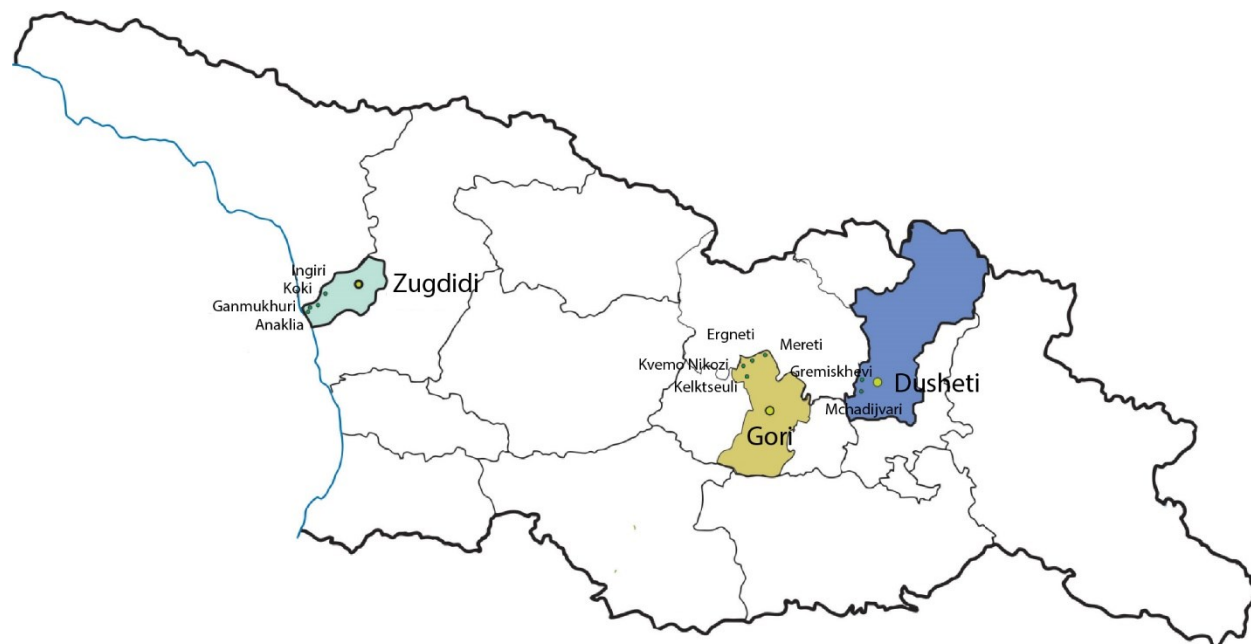 Ingiri
Koki
Ganmukhuri
Anaklia
Zugdidi
Ergneti
Mereti
Kvemo Nikozi
Kelktseuli
Gori
Gremiskhevi
Dusheti
Mchadijvari